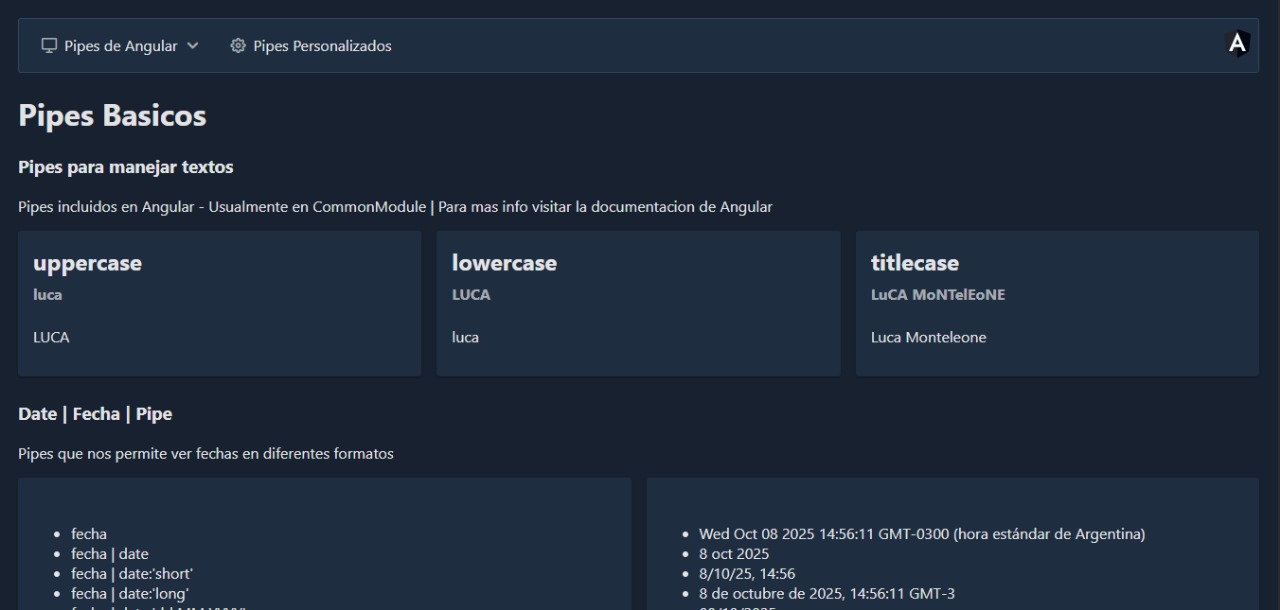 Pipes de Angular
Pipes Personalizados
Pipes Basicos
Pipes para manejar textos
Pipes incluidos en Angular - Usualmente en CommonModule | Para mas info visitar la documentacion de Angular
uppercase
luca
LUCA
lowercase
LUCA
luca
titlecase
LuCA MoNTelEoNE
Luca Monteleone
Date | Fecha | Pipe
Pipes que nos permite ver fechas en diferentes formatos
fecha
fecha | date
fecha | date:'short'
fecha | date:'long'
Wed Oct 08 2025 14:56:11 GMT-0300 (hora estándar de Argentina)
8 oct 2025
8/10/25, 14:56
8 de octubre de 2025, 14:56:11 GMT-3